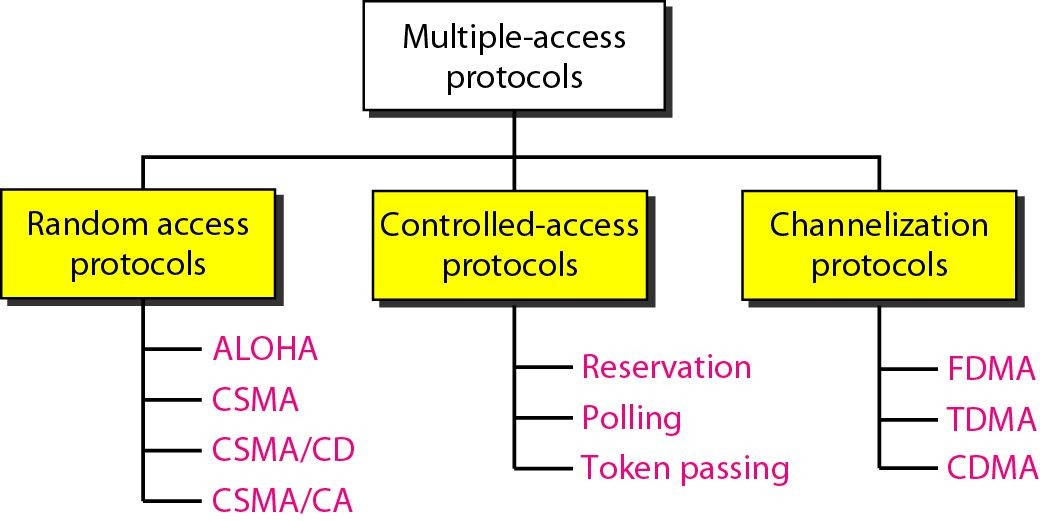 Multiple-access
protocols
Random access
protocols
ALOHA
CSMA
CSMA/CD
CSMA/CA
Controlled-access
protocols
Reservation
Polling
Token passing
Channelization
protocols
FDMA
TDMA
CDMA